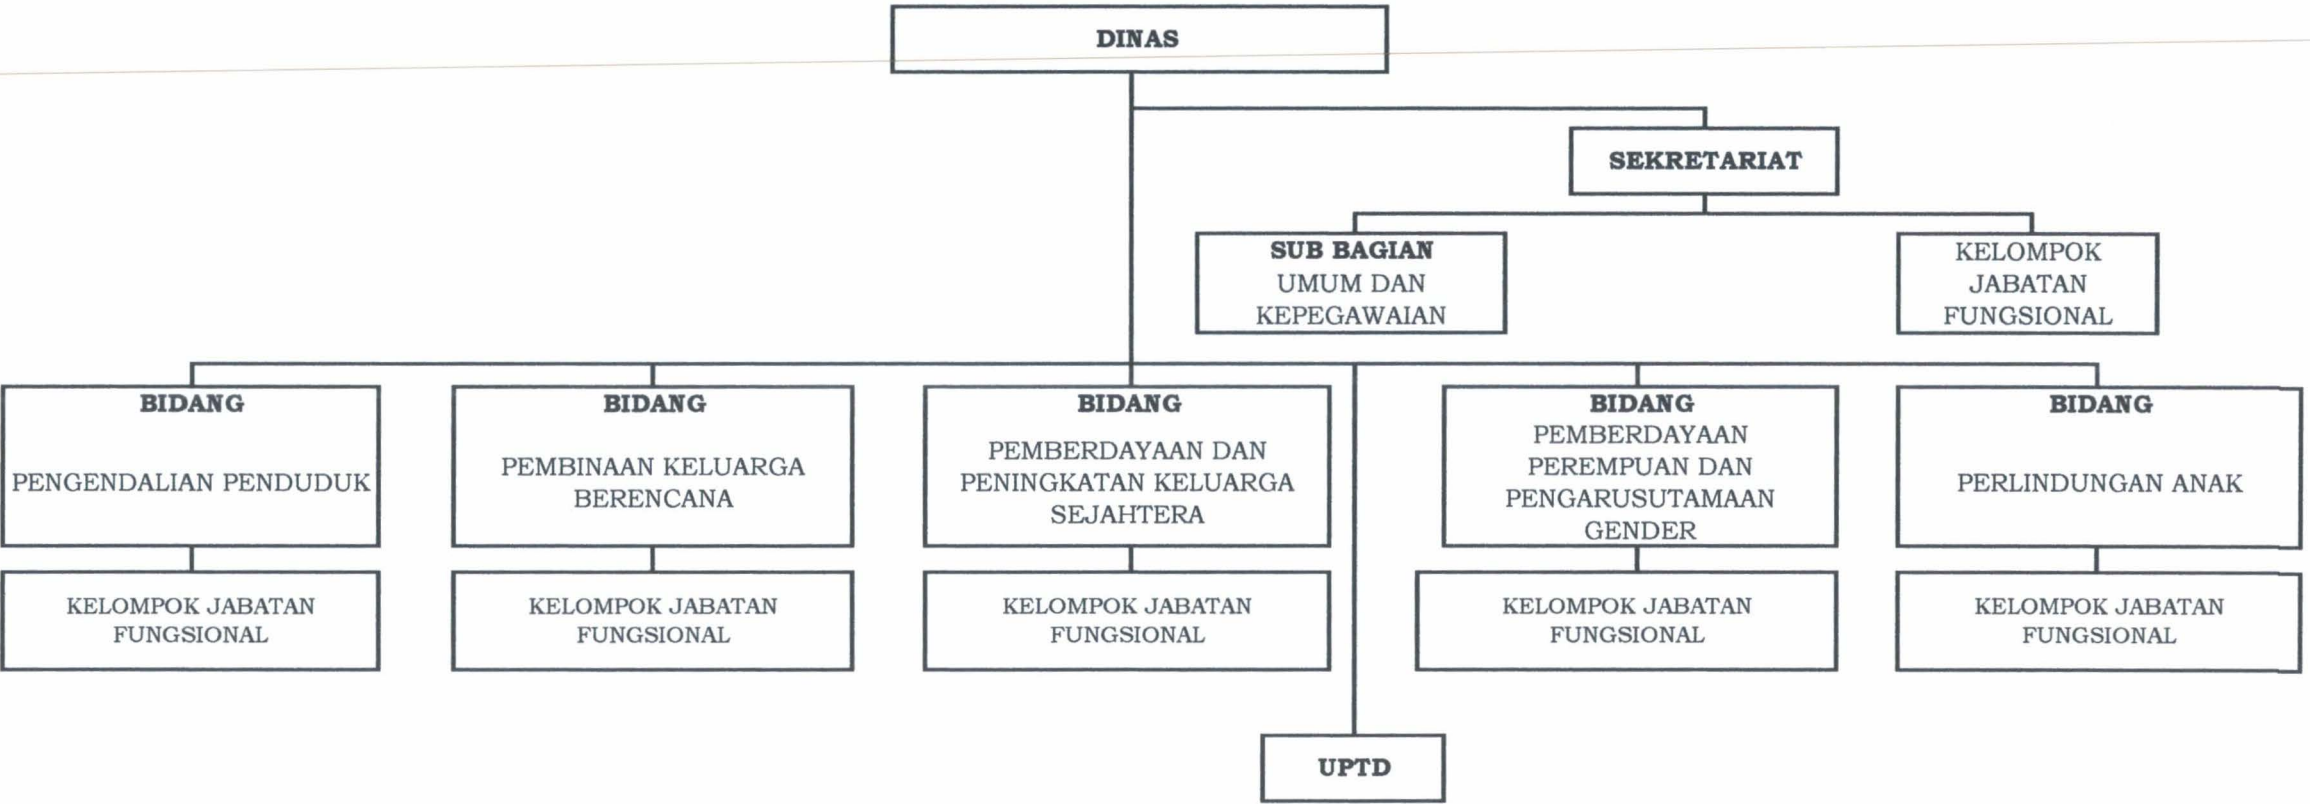 DINAS
SEKRETARIAT
SUB BAGIAN
UMUM DAN
KEPEGAWAIAN
KELOMPOK
JABATAN
FUNGSIONAL
BIDANG
PENGENDALIAN PENDUDUK
BIDANG
PEMBINAAN KELUARGA
BERENCANA
BIDANG
PEMBERDAYAAN DAN
PENINGKATAN KELUARGA
SEJAHTERA
BIDANG
PEMBERDAYAAN
PEREMPUAN DAN
PENGARUSUTAMAAN
GENDER
BIDANG
PERLINDUNGAN ANAK
KELOMPOK JABATAN
FUNGSIONAL
KELOMPOK JABATAN
FUNGSIONAL
KELOMPOK JABATAN
FUNGSIONAL
KELOMPOK JABATAN
FUNGSIONAL
KELOMPOK JABATAN
FUNGSIONAL
UPTD